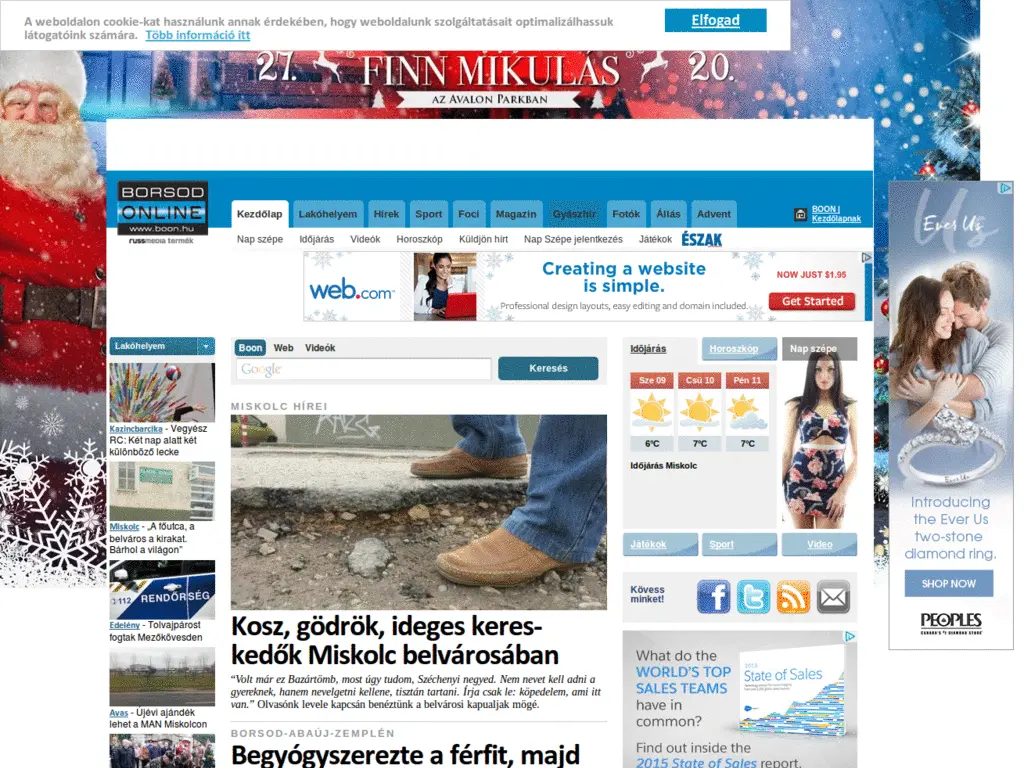 A weboldalon cookie-kat használunk annak érdekében, hogy weboldalunk szolgáltatásait optimalizálhassuk
látogatóink számára. Több információ itt
Elfogad
27. FINN MIKULÁS 20.
AZ AVALON PARKBAN
BORSOD
ONLINE
www.boon.hu
russmedia termék
Kezdőlap Lakóhelyem Hírek Sport Foci Magazin Gyászhír Fotók Állás Advent
BOON |
Kezdőlapnak
Nap szépe Időjárás Videók Horoszkóp Küldjön hírt Nap Szépe jelentkezés Játékok ÉSZAK
web.com
Creating a website
is simple.
Professional design layouts, easy editing and domain included.
NOW JUST $1.95
Get Started
Lakóhelyem
Kazincbarcika - Vegyész
RC: Két nap alatt két
különböző lecke
Miskolc - „A főutca, a
belváros a kirakat.
Bárhol a világon”
112 RENDŐRSÉG
Edelény - Tolvajpárost
fogtak Mezőkövesden
Avas - Újévi ajándék
lehet a MAN Miskolcon
Boon Web Videók
Google
Keresés
MISKOLC HÍREI
Kosz, gödrök, ideges keres-
kedők Miskolc belvárosában
“Volt már ez Bazártömb, most úgy tudom, Széchenyi negyed. Nem nevet kell adni a
gyereknek, hanem nevelgetni kellene, tisztán tartani. Írja csak le: köpedelem, ami itt
van.” Olvasónk levele kapcsán benéztünk a belvárosi kapualjak mögé.
BORSOD-ABAÚJ-ZEMPLÉN
Begyógyszerezte a férfit, majd
Időjárás Horoszkóp Nap szépe
Sze 09 Csü 10 Pén 11
6°C 7°C 7°C
Időjárás Miskolc
Játékok Sport Video
Kövess
minket!
What do the
WORLD'S TOP
SALES TEAMS
have in
common?
Find out inside the
2015 State of Sales report.
2015
State of Sales
Us
Ever Us
Ever Us
Introducing
the Ever Us
two-stone
diamond ring.
SHOP NOW
PEOPLES
CANADA'S #1 DIAMOND STORE